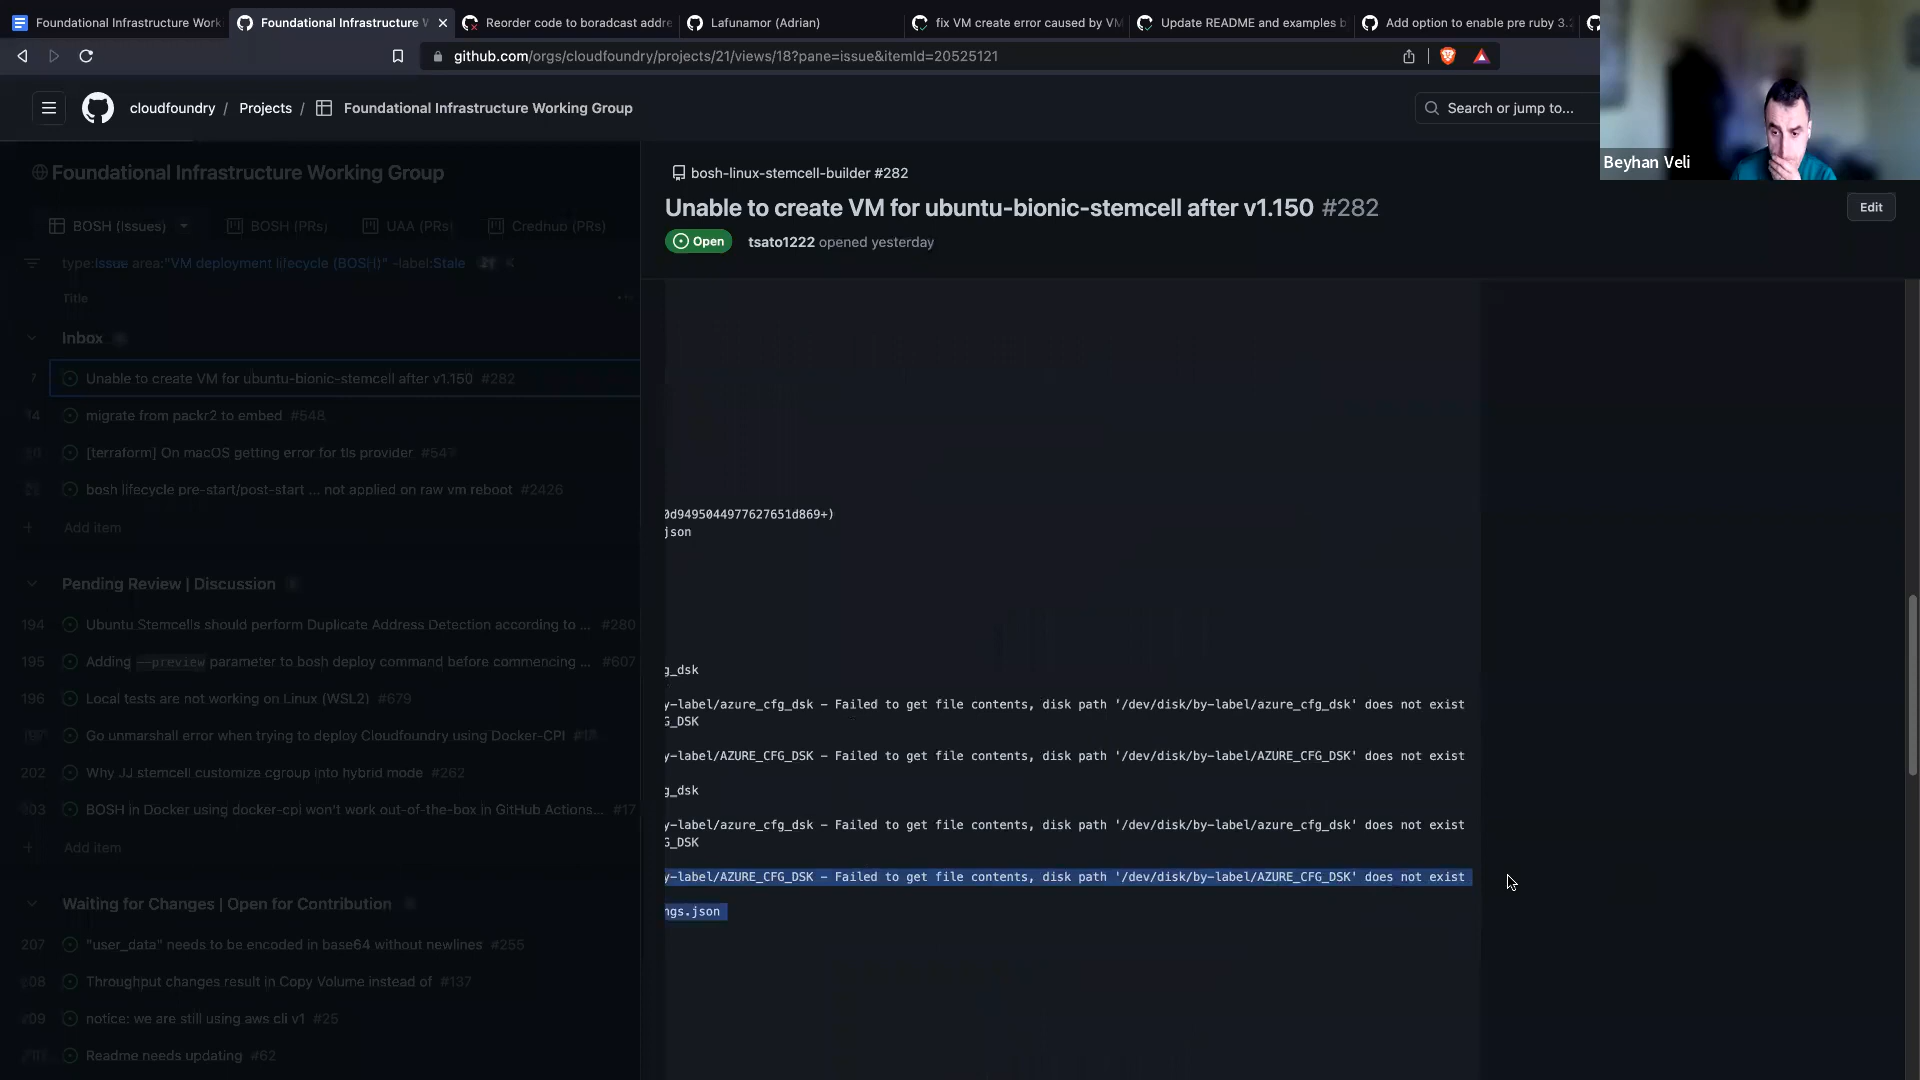 Foundational Infrastructure Work
Foundational Infrastructure W
Reorder code to boradcast addre
Lafunamor (Adrian)
fix VM create error caused by VM
Update README and examples b
Add option to enable pre ruby 3.2
github.com/orgs/cloudfoundry/projects/21/views/18?pane=issue&itemId=20525121
cloudfoundry / Projects / Foundational Infrastructure Working Group
Search or jump to...
Beyhan Veli
Foundational Infrastructure Working Group
BOSH (Issues)
BOSH (PRs)
UAA (PRs)
Credhub (PRs)
type:Issue area:"VM deployment lifecycle (BOSH)" -label:Stale
Title
Inbox
7 Unable to create VM for ubuntu-bionic-stemcell after v1.150 #282
14 migrate from packr2 to embed #548
[terraform] On macOS getting error for tls provider #547
bosh lifecycle pre-start/post-start ... not applied on raw vm reboot #2426
+ Add item
Pending Review | Discussion
194 Ubuntu Stemcells should perform Duplicate Address Detection according to ... #280
195 Adding --preview parameter to bosh deploy command before commencing ... #607
196 Local tests are not working on Linux (WSL2) #679
197 Go unmarshall error when trying to deploy Cloudfoundry using Docker-CPI
202 Why JJ stemcell customize cgroup into hybrid mode #262
203 BOSH in Docker using docker-cpi won't work out-of-the-box in GitHub Actions... #17
+ Add item
Waiting for Changes | Open for Contribution
207 "user_data" needs to be encoded in base64 without newlines #255
208 Throughput changes result in Copy Volume instead of #137
209 notice: we are still using aws cli v1 #25
Readme needs updating #62
bosh-linux-stemcell-builder #282
Unable to create VM for ubuntu-bionic-stemcell after v1.150 #282
Edit
Open
tsato1222 opened yesterday
0d9495044977627651d869+)
json
g_dsk
y-label/azure_cfg_dsk – Failed to get file contents, disk path '/dev/disk/by-label/azure_cfg_dsk' does not exist
G_DSK
y-label/AZURE_CFG_DSK – Failed to get file contents, disk path '/dev/disk/by-label/AZURE_CFG_DSK' does not exist
g_dsk
y-label/azure_cfg_dsk – Failed to get file contents, disk path '/dev/disk/by-label/azure_cfg_dsk' does not exist
G_DSK
y-label/AZURE_CFG_DSK – Failed to get file contents, disk path '/dev/disk/by-label/AZURE_CFG_DSK' does not exist
ngs.json